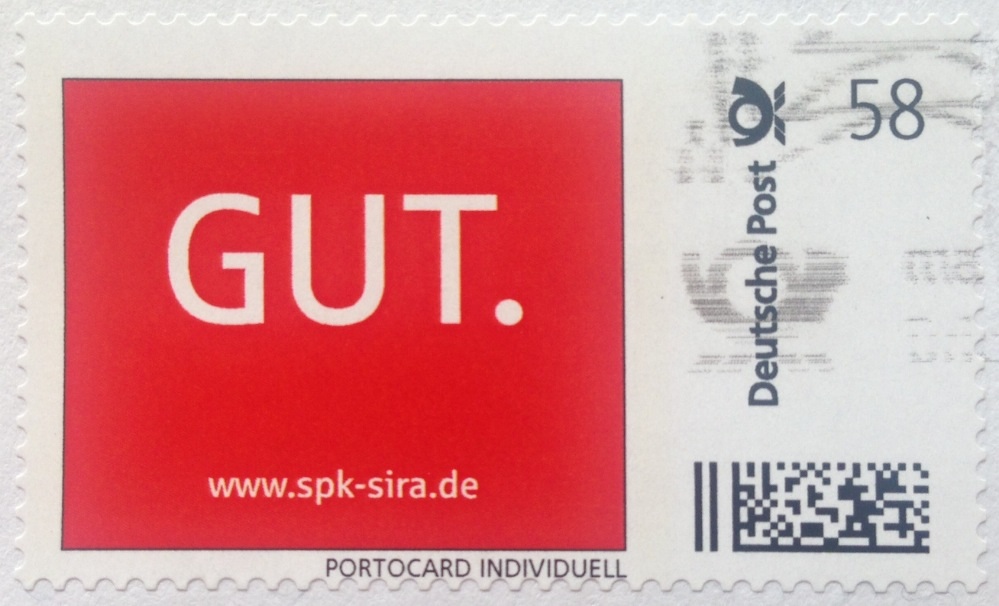 GUT.
www.spk-sira.de
PORTOCARD INDIVIDUELL
Deutsche Post
58